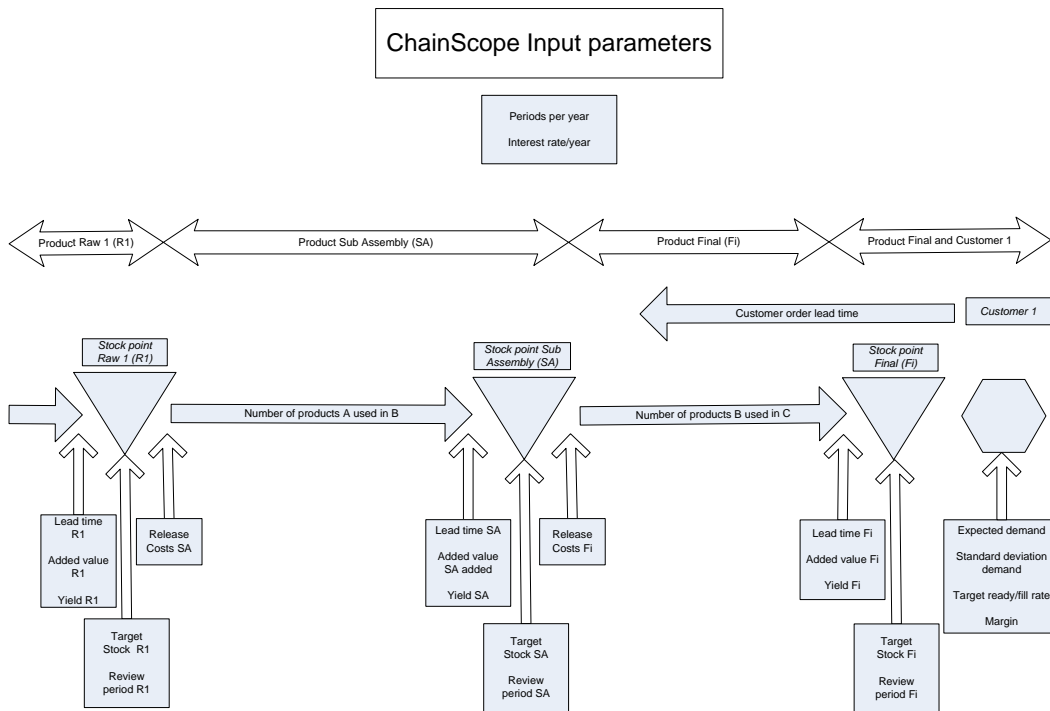 ChainScope Input parameters
Periods per year
Interest rate/year
Product Raw 1 (R1)
Product Sub Assembly (SA)
Product Final (Fi)
Product Final and Customer 1
Customer order lead time
Customer 1
Stock point
Raw 1 (R1)
Stock point Sub
Assembly (SA)
Stock point
Final (Fi)
Number of products A used in B
Number of products B used in C
Lead time
R1
Added value
R1
Yield R1
Release
Costs SA
Lead time SA
Added value
SA added
Yield SA
Release
Costs Fi
Lead time Fi
Added value Fi
Yield Fi
Expected demand
Standard deviation
demand
Target ready/fill rate
Margin
Target
Stock R1
Review
period R1
Target
Stock SA
Review
period SA
Target
Stock Fi
Review
period Fi